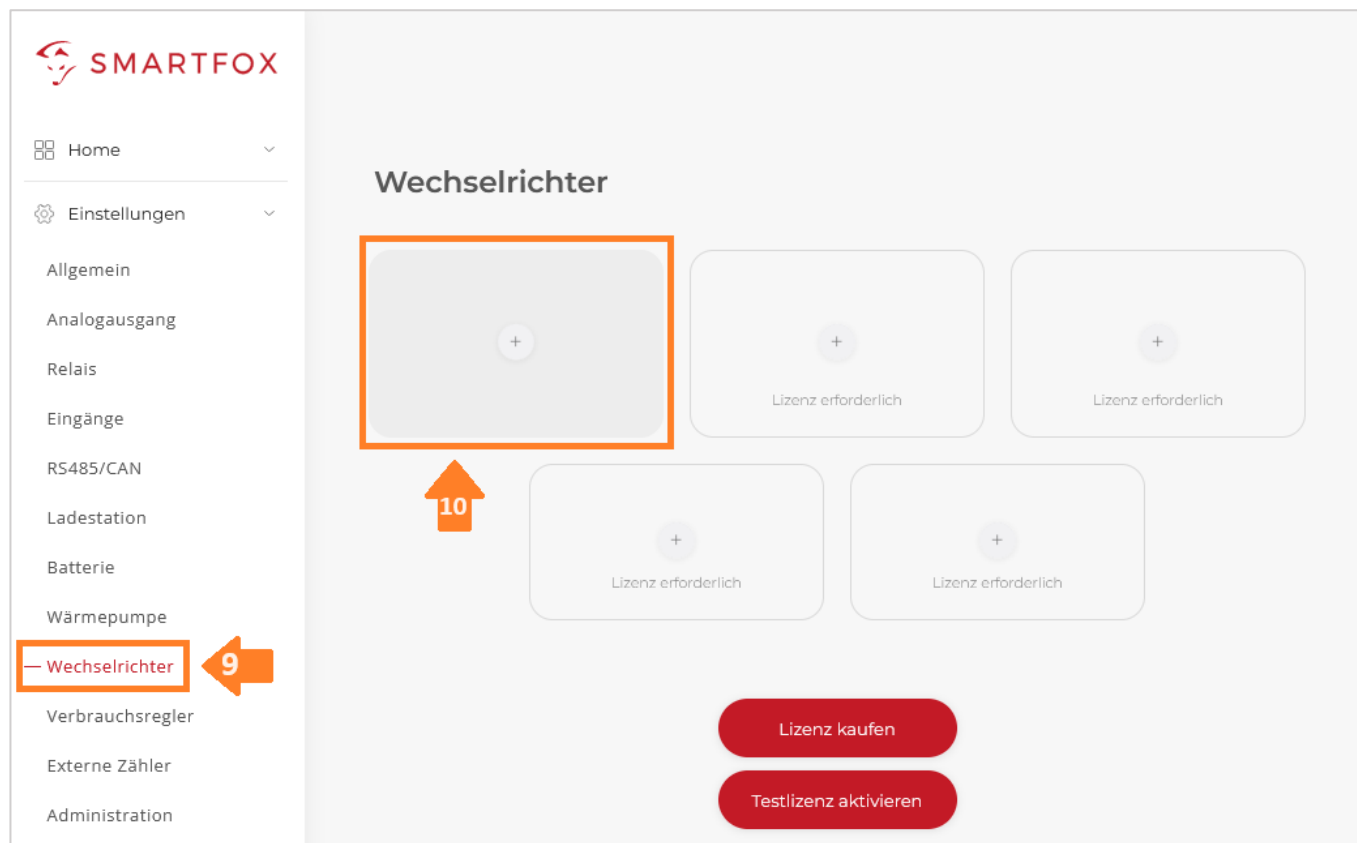 SMARTFOX
Home
Einstellungen
Allgemein
Analogausgang
Relais
Eingänge
RS485/CAN
Ladestation
Batterie
Wärmepumpe
Wechselrichter
9
Verbrauchsregler
Externe Zähler
Administration
Wechselrichter
+
+
Lizenz erforderlich
+
Lizenz erforderlich
10
+
Lizenz erforderlich
+
Lizenz erforderlich
Lizenz kaufen
Testlizenz aktivieren